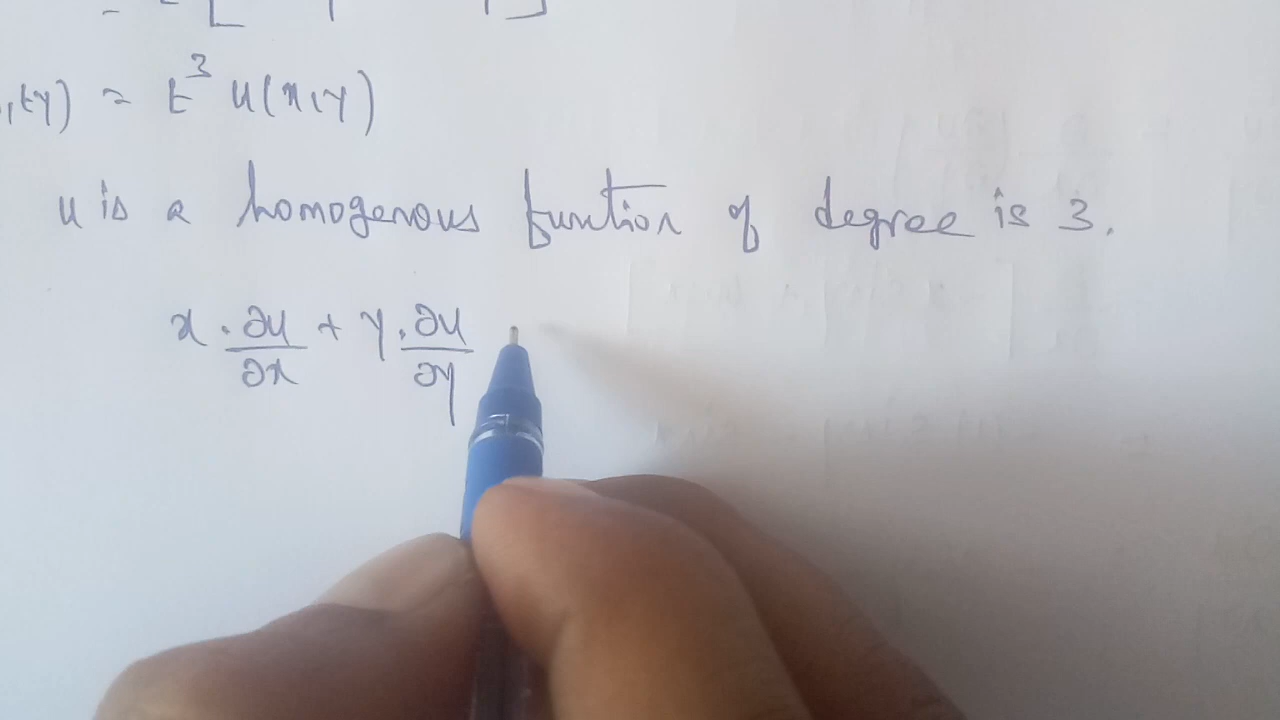 ,ty) = t³ u(x,y)
u is a homogenous funtion of degree is 3.
x · ∂u/∂x + y · ∂u/∂y